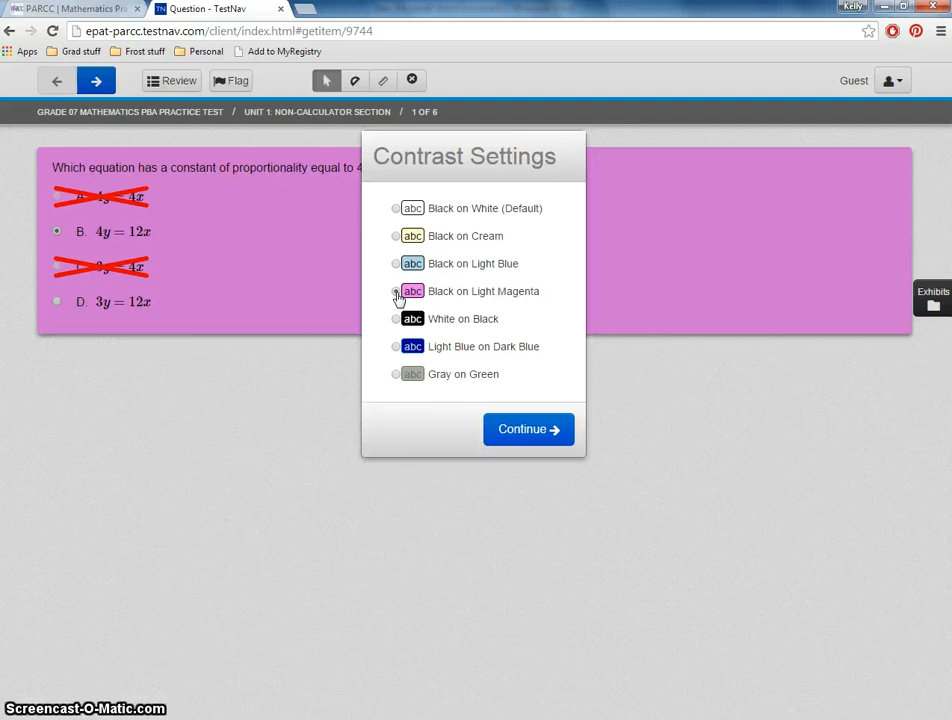 PARCC | Mathematics Pra
Question - TestNav
Kelly
epat-parcc.testnav.com/client/index.html#getitem/9744
Apps Grad stuff Frost stuff Personal Add to MyRegistry
Review Flag Guest
GRADE 07 MATHEMATICS PBA PRACTICE TEST / UNIT 1: NON-CALCULATOR SECTION / 1 OF 6
Which equation has a constant of proportionality equal to 4
A. 4y = 4x
B. 4y = 12x
C. 3y = 4x
D. 3y = 12x
Contrast Settings
abc Black on White (Default)
abc Black on Cream
abc Black on Light Blue
abc Black on Light Magenta
abc White on Black
abc Light Blue on Dark Blue
abc Gray on Green
Continue
Exhibits
Screencast-O-Matic.com